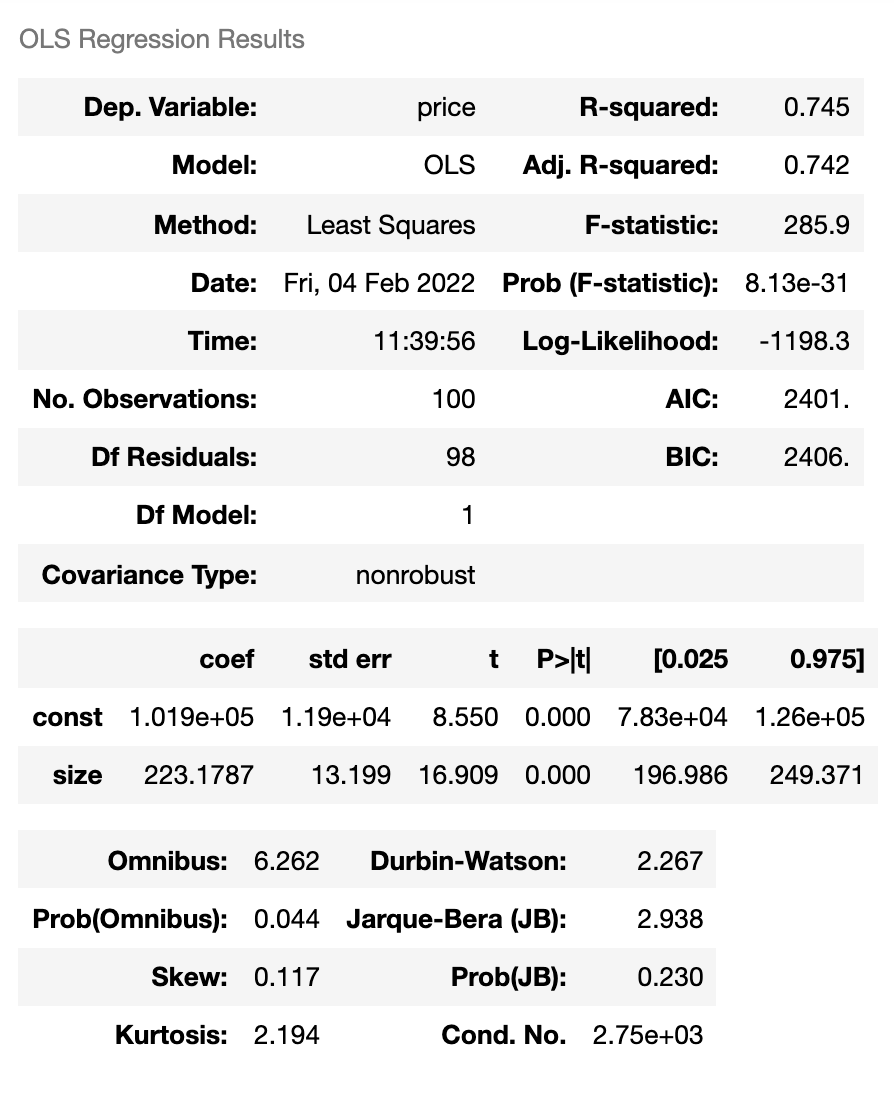 OLS Regression Results
Dep. Variable: price R-squared: 0.745
Model: OLS Adj. R-squared: 0.742
Method: Least Squares F-statistic: 285.9
Date: Fri, 04 Feb 2022 Prob (F-statistic): 8.13e-31
Time: 11:39:56 Log-Likelihood: -1198.3
No. Observations: 100 AIC: 2401.
Df Residuals: 98 BIC: 2406.
Df Model: 1
Covariance Type: nonrobust
coef std err t P>|t| [0.025 0.975]
const 1.019e+05 1.19e+04 8.550 0.000 7.83e+04 1.26e+05
size 223.1787 13.199 16.909 0.000 196.986 249.371
Omnibus: 6.262 Durbin-Watson: 2.267
Prob(Omnibus): 0.044 Jarque-Bera (JB): 2.938
Skew: 0.117 Prob(JB): 0.230
Kurtosis: 2.194 Cond. No. 2.75e+03